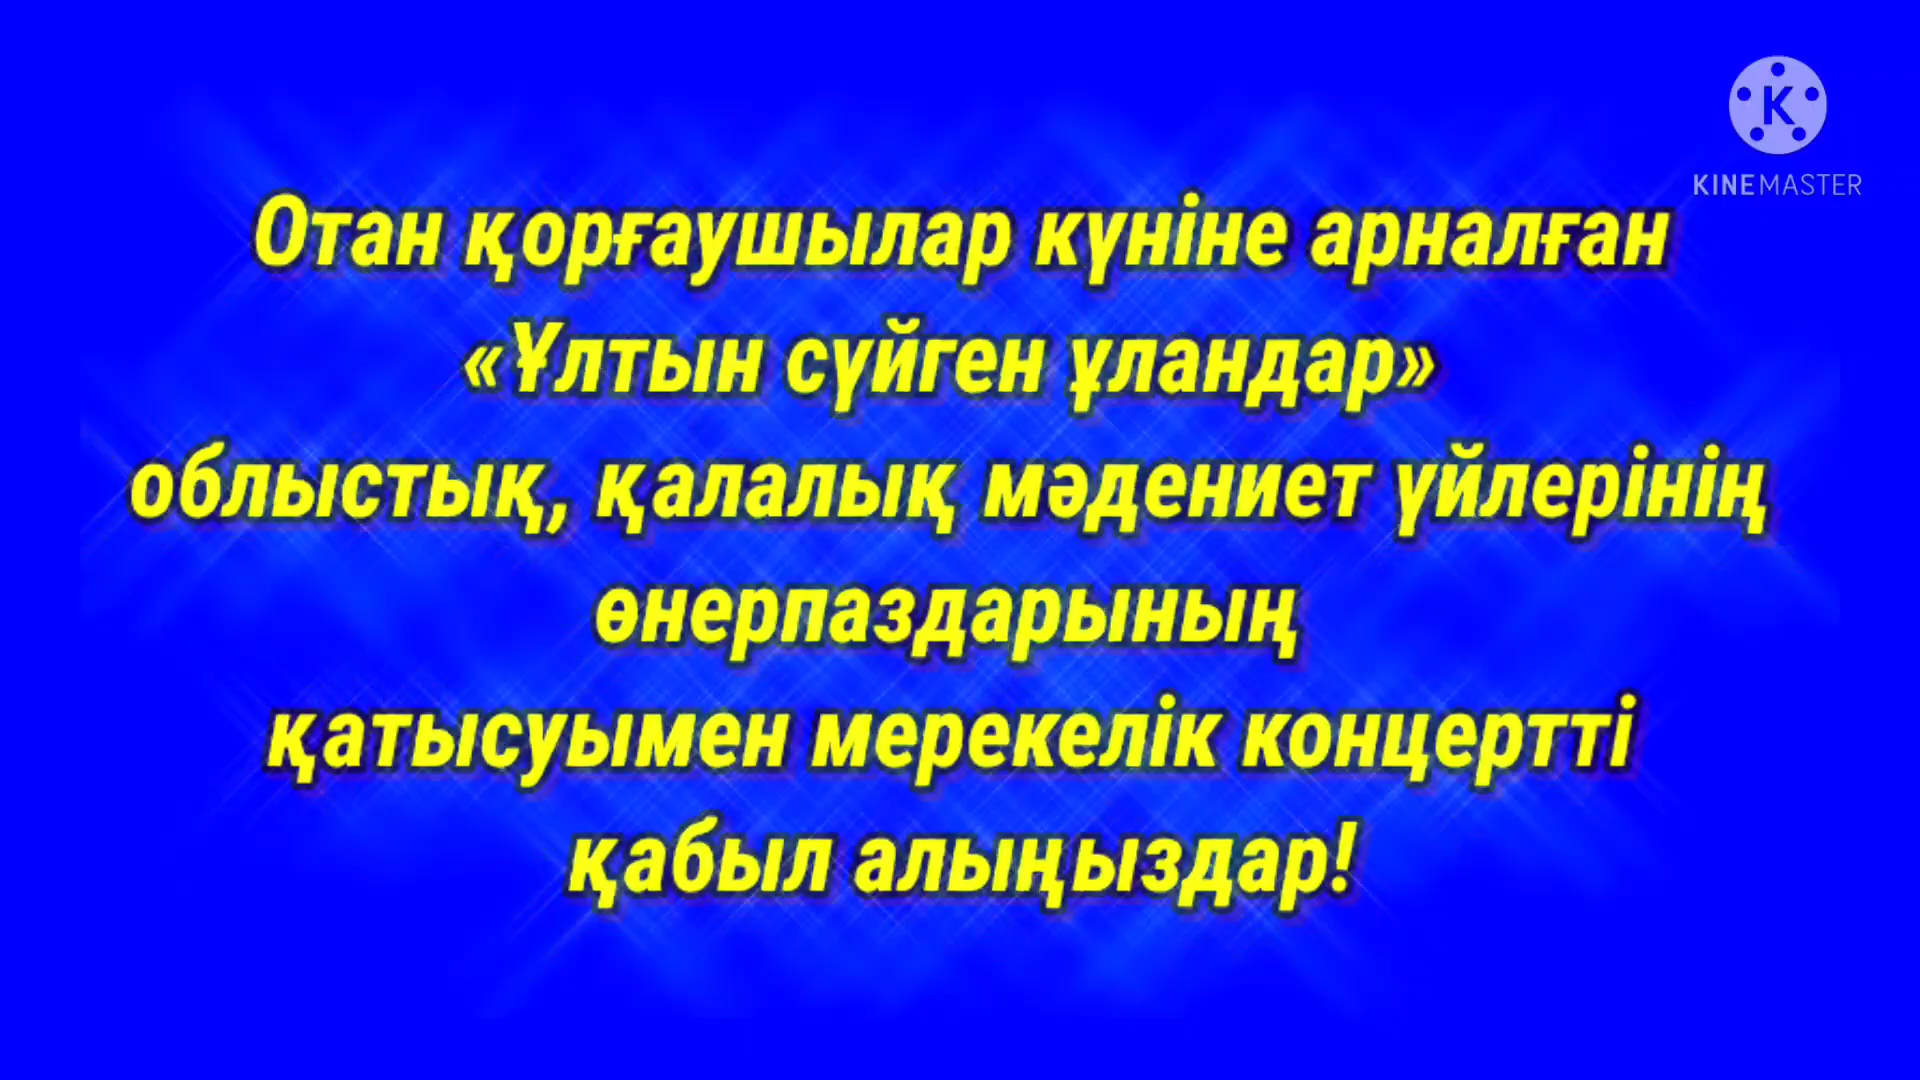 KINEMASTER
Отан қорғаушылар күніне арналған
«Ұлтын сүйген ұландар»
облыстық, қалалық мәдениет үйлерінің
өнерпаздарының
қатысуымен мерекелік концертті
қабыл алыңыздар!